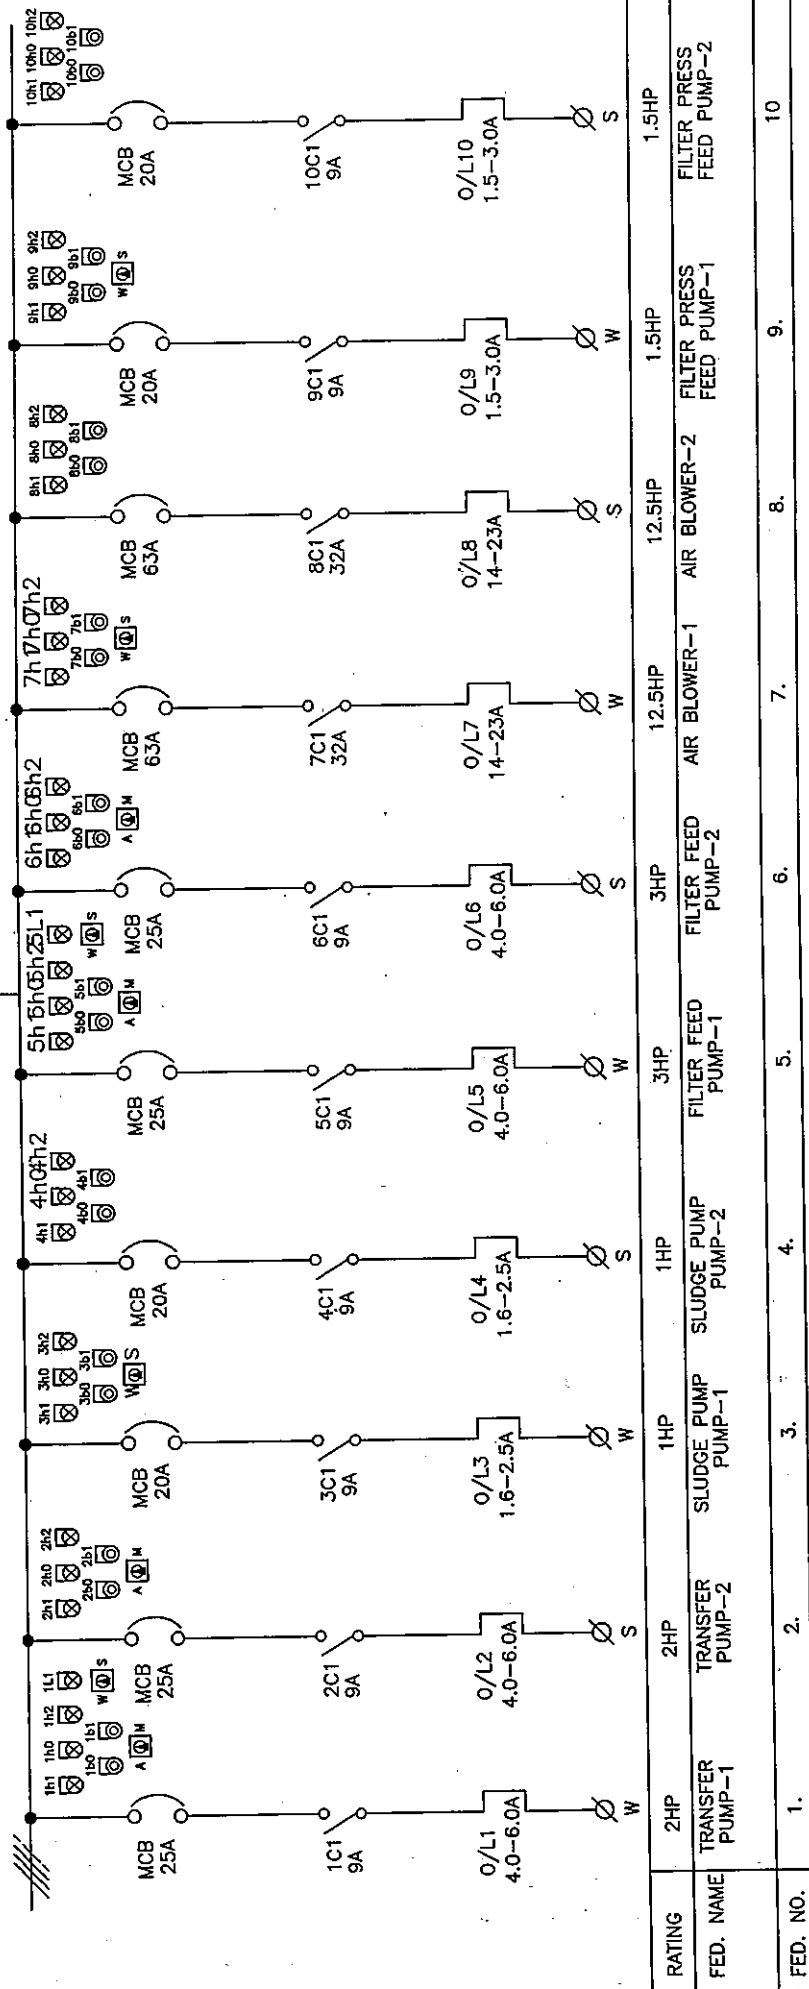 1h1 1h0 1h2 1L1
1b0 1b1
A M W S
MCB
25A
1C1
9A
O/L1
4.0-6.0A
W
2h1 2h0 2h2
2b0 2b1
A M
MCB
25A
2C1
9A
O/L2
4.0-6.0A
S
3h1 3h0 3h2
3b0 3b1
W S
MCB
20A
3C1
9A
O/L3
1.6-2.5A
W
4h1 4h0 4h2
4b0 4b1
MCB
20A
4C1
9A
O/L4
1.6-2.5A
S
5h1 5h0 5h2 5L1
5b0 5b1
A M W S
MCB
25A
5C1
9A
O/L5
4.0-6.0A
W
6h1 6h0 6h2
6b0 6b1
A M
MCB
25A
6C1
9A
O/L6
4.0-6.0A
S
7h1 7h0 7h2
7b0 7b1
W S
MCB
63A
7C1
32A
O/L7
14-23A
W
8h1 8h0 8h2
8b0 8b1
MCB
63A
8C1
32A
O/L8
14-23A
S
9h1 9h0 9h2
9b0 9b1
W S
MCB
20A
9C1
9A
O/L9
1.5-3.0A
W
10h1 10h0 10h2
10b0 10b1
MCB
20A
10C1
9A
O/L10
1.5-3.0A
S
RATING 2HP 2HP 1HP 1HP 3HP 3HP 12.5HP 12.5HP 1.5HP 1.5HP
FED. NAME
TRANSFER
PUMP-1
TRANSFER
PUMP-2
SLUDGE PUMP
PUMP-1
SLUDGE PUMP
PUMP-2
FILTER FEED
PUMP-1
FILTER FEED
PUMP-2
AIR BLOWER-1
AIR BLOWER-2
FILTER PRESS
FEED PUMP-1
FILTER PRESS
FEED PUMP-2
FED. NO. 1. 2. 3. 4. 5. 6. 7. 8. 9. 10